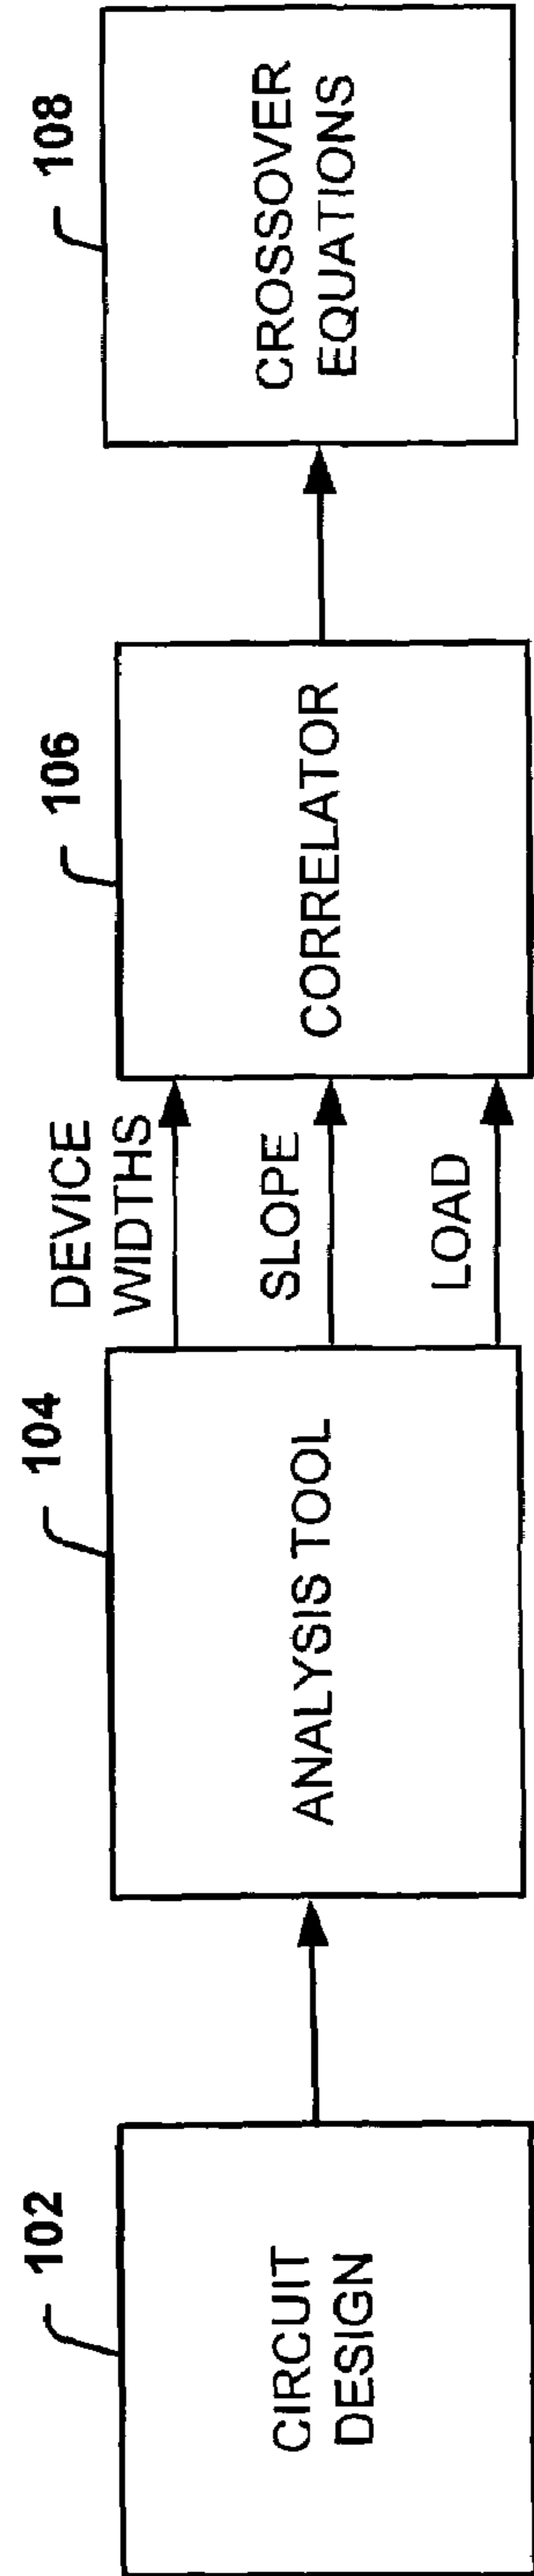 102
CIRCUIT
DESIGN
104
ANALYSIS TOOL
DEVICE
WIDTHS
SLOPE
LOAD
106
CORRELATOR
108
CROSSOVER
EQUATIONS